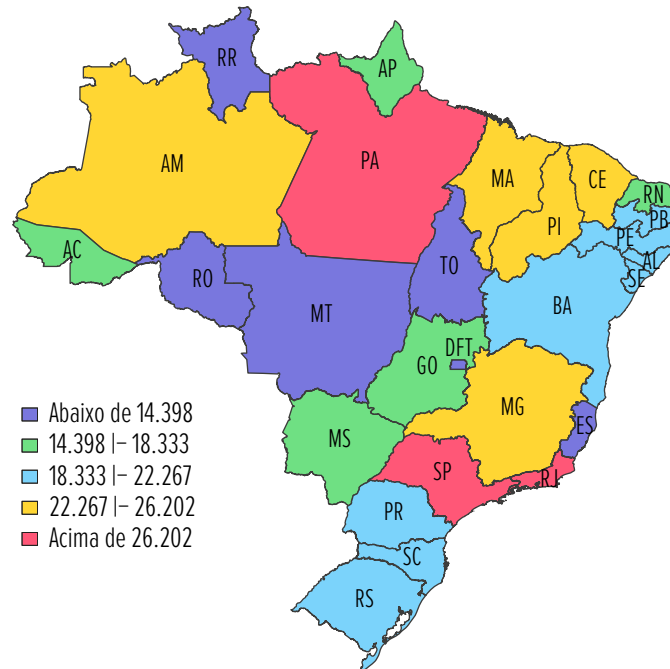 RR
AP
AM
PA
MA
CE
RN
PB
PI
PE
AL
SE
AC
RO
TO
BA
MT
DFT
GO
MG
ES
MS
SP
RJ
PR
SC
RS
Abaixo de 14.398
14.398 |– 18.333
18.333 |– 22.267
22.267 |– 26.202
Acima de 26.202